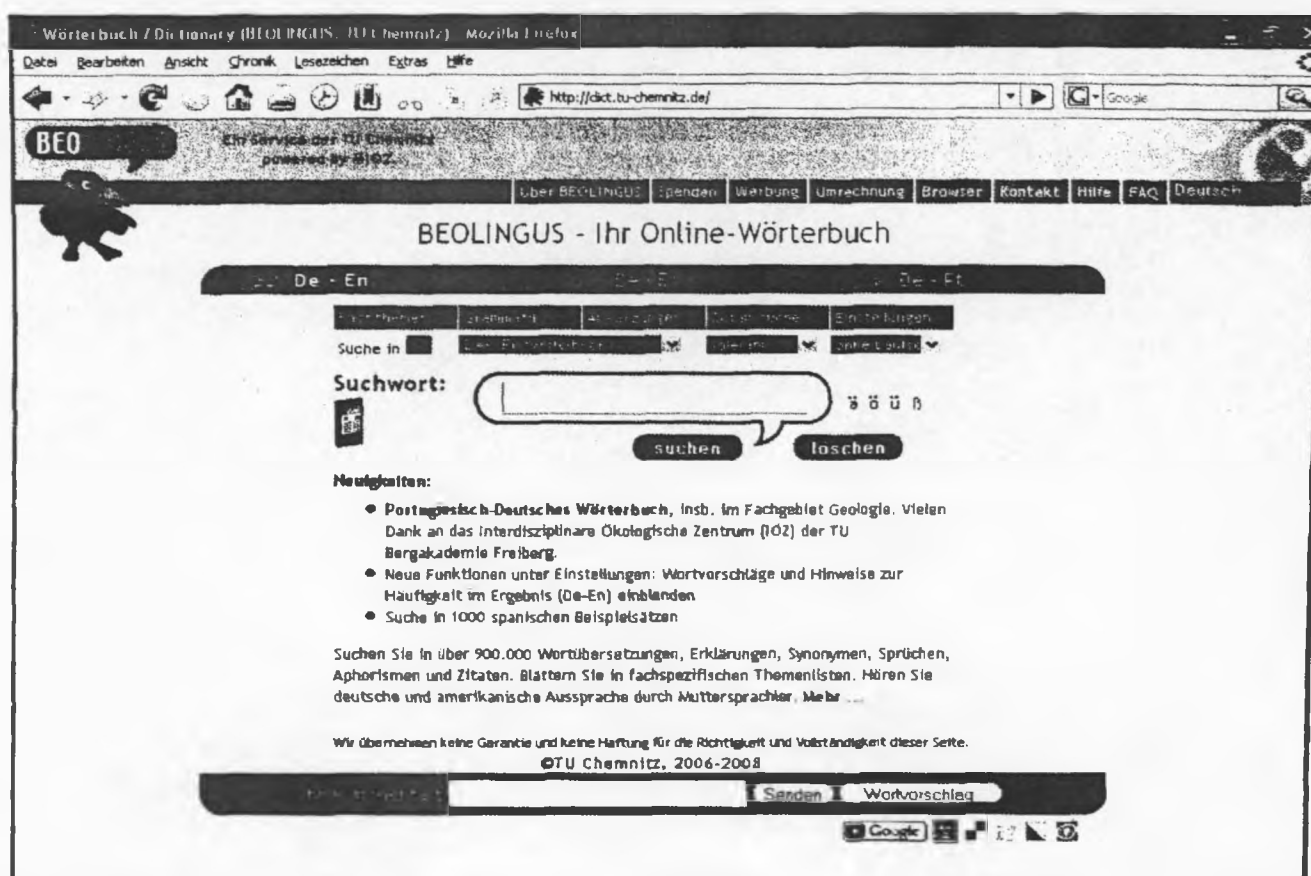 Wörterbuch / Dictionary (BEOLINGUS, TU Chemnitz) - Mozilla Firefox
Datei Bearbeiten Ansicht Chronik Lesezeichen Extras Hilfe
http://dict.tu-chemnitz.de/
Google
BEO
Ein Service der TU Chemnitz
powered by
Über BEOLINGUS Spenden Werbung Umrechnung Browser Kontakt Hilfe FAQ Deutsch
BEOLINGUS - Ihr Online-Wörterbuch
De - En
De - Es
De - Pt
Einstellungen
Suche in
Suchwort:
ä ö ü ß
suchen
löschen
Neuigkeiten:
• Portugiesisch-Deutsches Wörterbuch, insb. im Fachgebiet Geologie. Vielen
Dank an das Interdisziplinare Ökologische Zentrum (IÖZ) der TU
Bergakademie Freiberg.
• Neue Funktionen unter Einstellungen: Wortvorschläge und Hinweise zur
Häufigkeit im Ergebnis (De-En) einblenden
• Suche in 1000 spanischen Beispielsätzen
Suchen Sie in über 900.000 Wortübersetzungen, Erklärungen, Synonymen, Sprüchen,
Aphorismen und Zitaten. Blättern Sie in fachspezifischen Themenlisten. Hören Sie
deutsche und amerikanische Aussprache durch Muttersprachler. Mehr ...
Wir übernehmen keine Garantie und keine Haftung für die Richtigkeit und Vollständigkeit dieser Seite.
©TU Chemnitz, 2006-2008
Senden
Wortvorschlag
Google